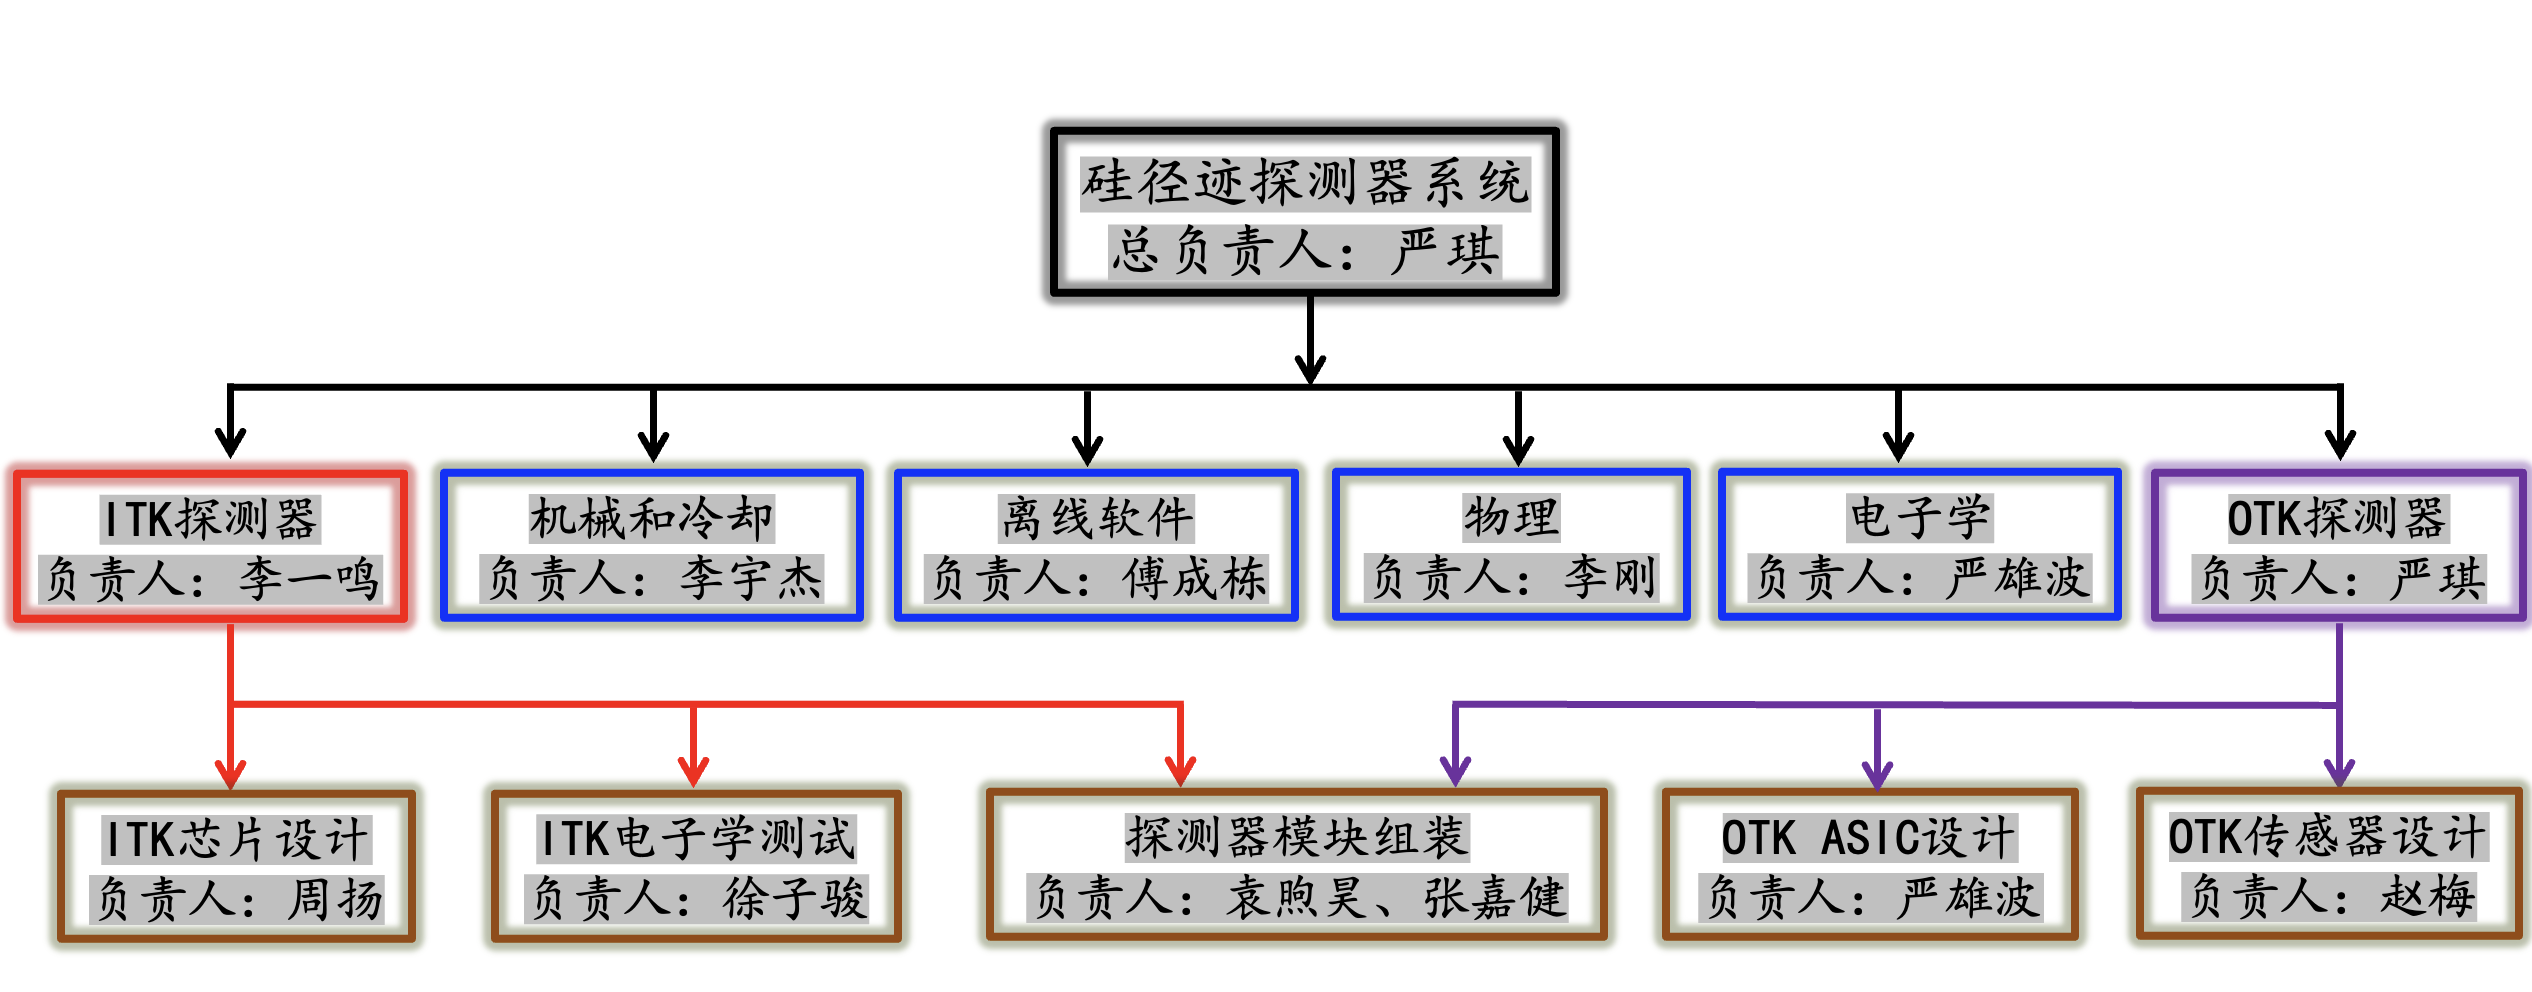 硅径迹探测器系统
总负责人：严琪
ITK探测器
负责人：李一鸣
机械和冷却
负责人：李宇杰
离线软件
负责人：傅成栋
物理
负责人：李刚
电子学
负责人：严雄波
OTK探测器
负责人：严琪
ITK芯片设计
负责人：周扬
ITK电子学测试
负责人：徐子骏
探测器模块组装
负责人：袁煦昊、张嘉健
OTK ASIC设计
负责人：严雄波
OTK传感器设计
负责人：赵梅